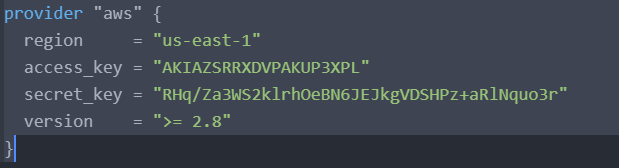 provider "aws" {
region = "us-east-1"
access_key = "AKIAZSRRXDVPAKUP3XPL"
secret_key = "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"
version = ">= 2.8"
}